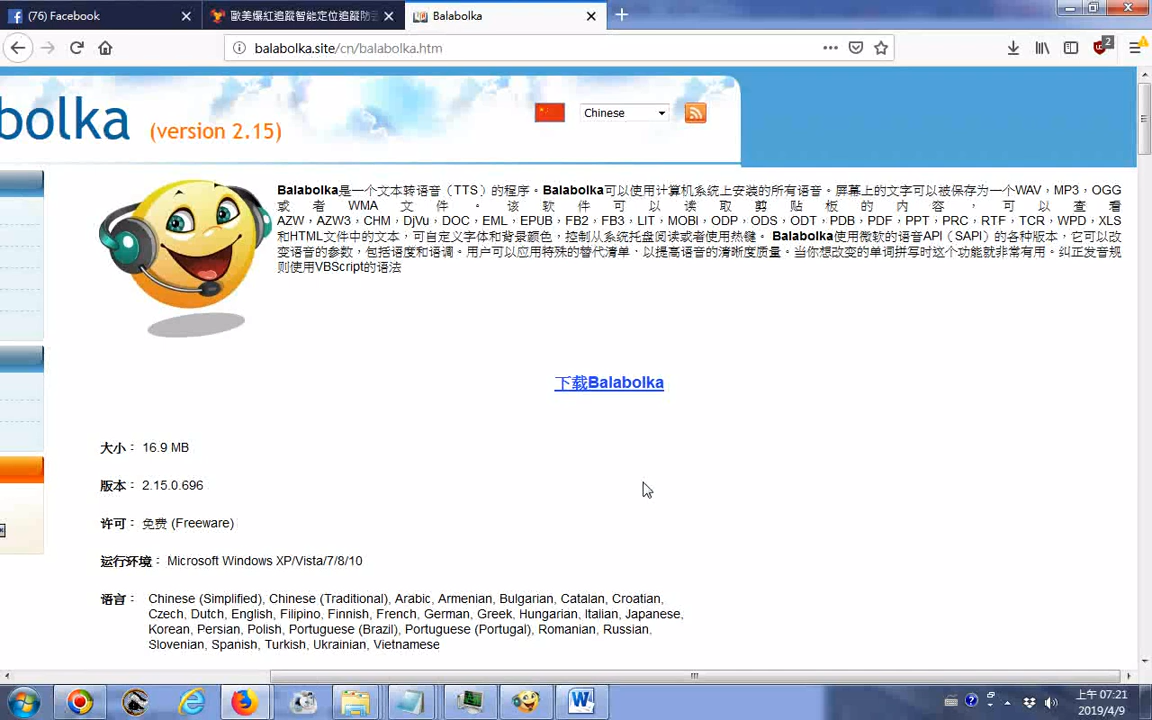 (76) Facebook
歐美爆紅追蹤智能定位追蹤防丟
Balabolka
balabolka.site/cn/balabolka.htm
2
bolka (version 2.15)
Chinese
Balabolka是一个文本转语音（TTS）的程序。Balabolka可以使用计算机系统上安装的所有语音。屏幕上的文字可以被保存为一个WAV，MP3，OGG
或者WMA文件。该软件可以读取剪贴板的内容，可以查看
AZW，AZW3，CHM，DjVu，DOC，EML，EPUB，FB2，FB3，LIT，MOBI，ODP，ODS，ODT，PDB，PDF，PPT，PRC，RTF，TCR，WPD，XLS
和HTML文件中的文本，可自定义字体和背景颜色，控制从系统托盘阅读或者使用热键。 Balabolka使用微软的语音API（SAPI）的各种版本，它可以改
变语音的参数，包括语度和语调。用户可以应用特殊的替代清单，以提高语音的清晰度质量。当你想改变的单词拼写时这个功能就非常有用。纠正发音规
则使用VBScript的语法
下载Balabolka
大小： 16.9 MB
版本： 2.15.0.696
许可： 免费 (Freeware)
运行环境： Microsoft Windows XP/Vista/7/8/10
语言： Chinese (Simplified), Chinese (Traditional), Arabic, Armenian, Bulgarian, Catalan, Croatian,
Czech, Dutch, English, Filipino, Finnish, French, German, Greek, Hungarian, Italian, Japanese,
Korean, Persian, Polish, Portuguese (Brazil), Portuguese (Portugal), Romanian, Russian,
Slovenian, Spanish, Turkish, Ukrainian, Vietnamese
上午 07:21
2019/4/9